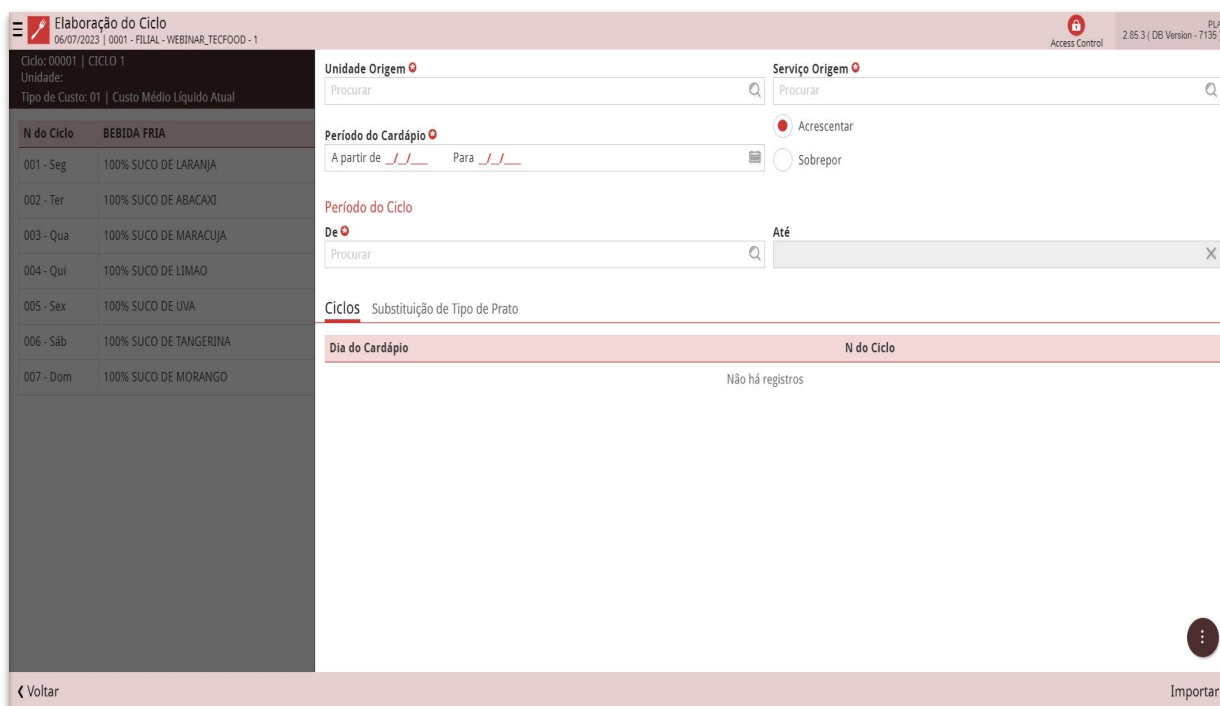 Elaboração do Ciclo
06/07/2023 | 0001 - FILIAL - WEBINAR_TECFOOD - 1
Access Control
PLA
2.85.3 ( DB Version - 7135 )
Ciclo: 00001 | CICLO 1
Unidade:
Tipo de Custo: 01 | Custo Médio Líquido Atual
N do Ciclo BEBIDA FRIA
001 - Seg 100% SUCO DE LARANJA
002 - Ter 100% SUCO DE ABACAXI
003 - Qua 100% SUCO DE MARACUJA
004 - Qui 100% SUCO DE LIMAO
005 - Sex 100% SUCO DE UVA
006 - Sáb 100% SUCO DE TANGERINA
007 - Dom 100% SUCO DE MORANGO
Unidade Origem
Procurar
Serviço Origem
Procurar
Período do Cardápio
A partir de _/_/__ Para _/_/__
Acrescentar
Sobrepor
Período do Ciclo
De
Procurar
Até
Ciclos Substituição de Tipo de Prato
Dia do Cardápio N do Ciclo
Não há registros
Voltar
Importar